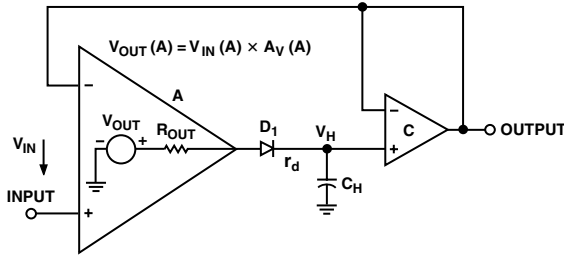 V_OUT (A) = V_IN (A) × A_V (A)
−
A
V_OUT
− +
R_OUT
D_1
V_H
−
C
OUTPUT
V_IN
r_d
+
C_H
INPUT
+